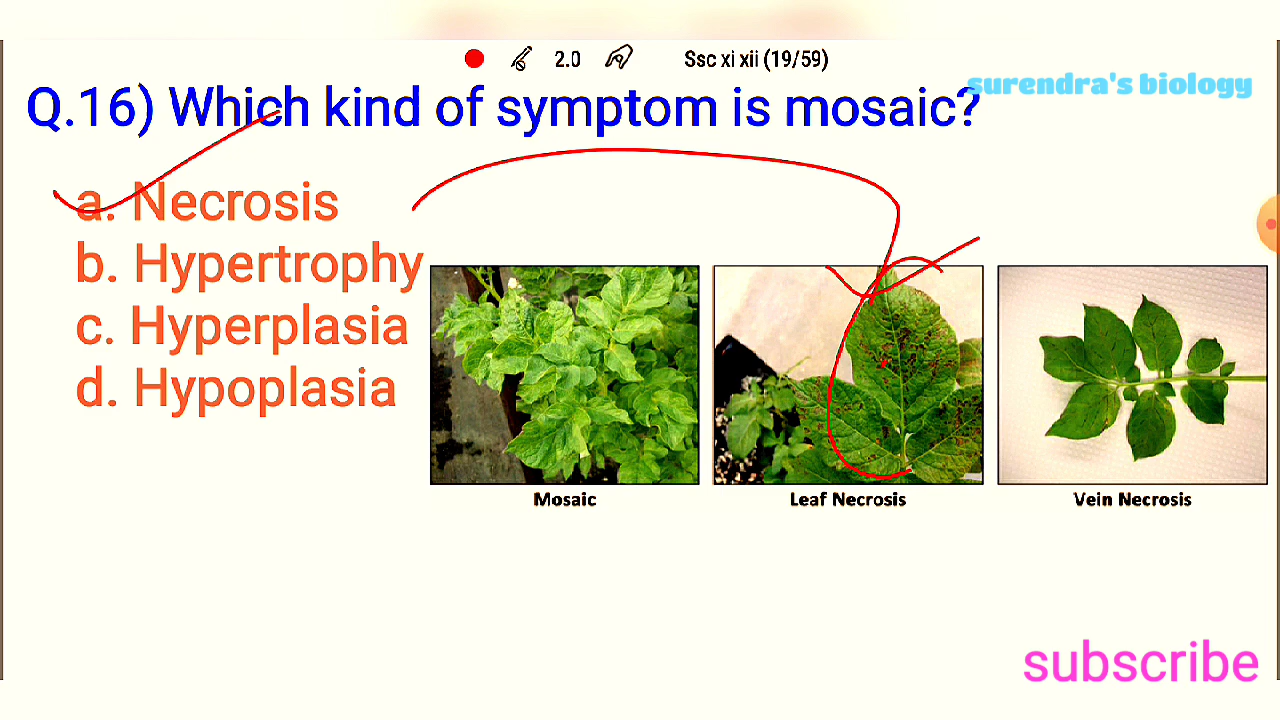 2.0 Ssc xi xii (19/59)
surendra's biology
Q.16) Which kind of symptom is mosaic?
a. Necrosis
b. Hypertrophy
c. Hyperplasia
d. Hypoplasia
Mosaic Leaf Necrosis Vein Necrosis
subscribe